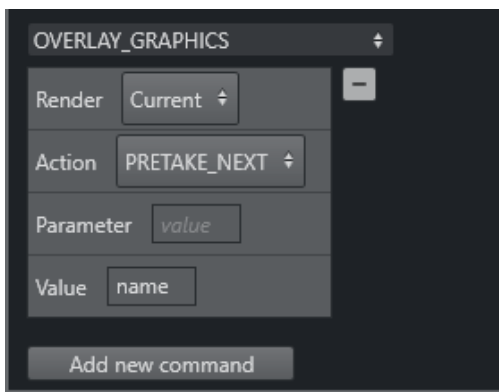 OVERLAY_GRAPHICS
Render Current
Action PRETAKE_NEXT
Parameter value
Value name
Add new command